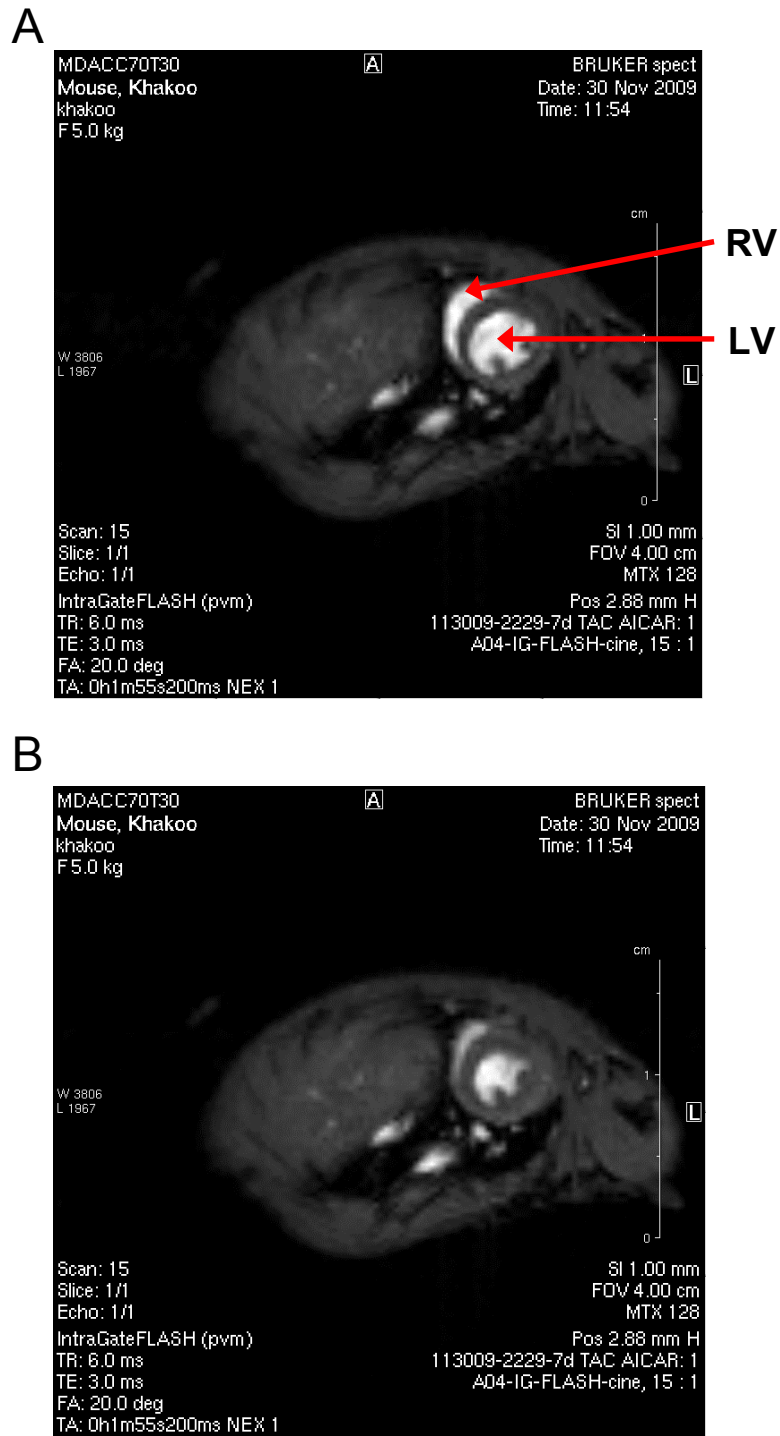 A
MDACC70T30
A
BRUKER spect
Mouse, Khakoo
Date: 30 Nov 2009
khakoo
Time: 11:54
F 5.0 kg
cm
RV
1
LV
W 3806
L 1967
L
0
Scan: 15
SI 1.00 mm
Slice: 1/1
FOV 4.00 cm
Echo: 1/1
MTX 128
IntraGateFLASH (pvm)
Pos 2.88 mm H
TR: 6.0 ms
113009-2229-7d TAC AICAR: 1
TE: 3.0 ms
A04-IG-FLASH-cine, 15 : 1
FA: 20.0 deg
TA: 0h1m55s200ms NEX 1
B
MDACC70T30
A
BRUKER spect
Mouse, Khakoo
Date: 30 Nov 2009
khakoo
Time: 11:54
F 5.0 kg
cm
1
W 3806
L 1967
L
0
Scan: 15
SI 1.00 mm
Slice: 1/1
FOV 4.00 cm
Echo: 1/1
MTX 128
IntraGateFLASH (pvm)
Pos 2.88 mm H
TR: 6.0 ms
113009-2229-7d TAC AICAR: 1
TE: 3.0 ms
A04-IG-FLASH-cine, 15 : 1
FA: 20.0 deg
TA: 0h1m55s200ms NEX 1